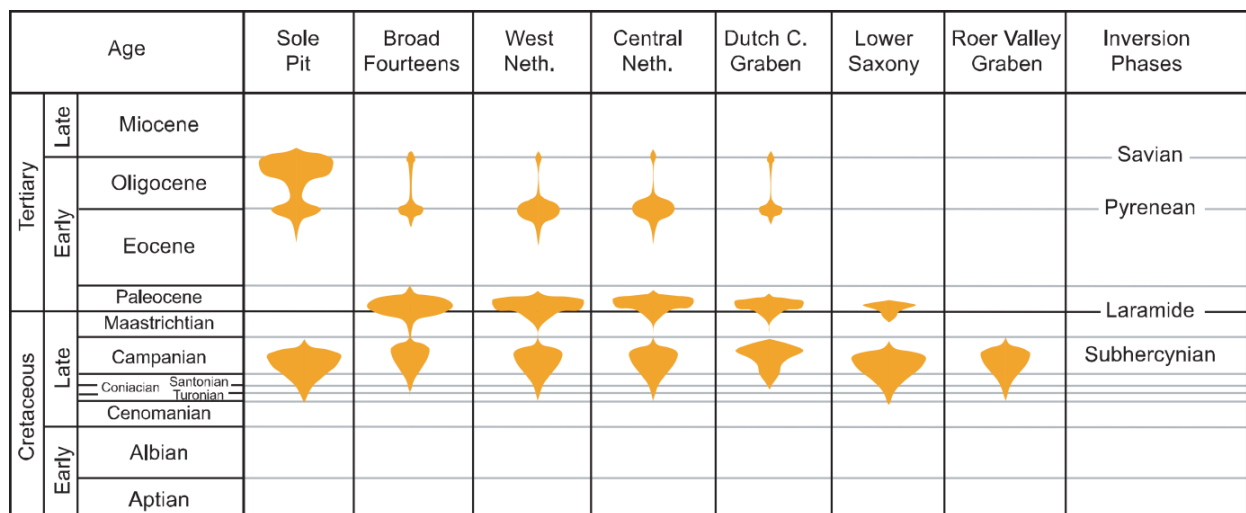 Age
Sole
Pit
Broad
Fourteens
West
Neth.
Central
Neth.
Dutch C.
Graben
Lower
Saxony
Roer Valley
Graben
Inversion
Phases
Tertiary
Late
Miocene
Savian
Early
Oligocene
Pyrenean
Eocene
Paleocene
Laramide
Cretaceous
Late
Maastrichtian
Campanian
Subhercynian
Santonian
Coniacian
Turonian
Cenomanian
Early
Albian
Aptian